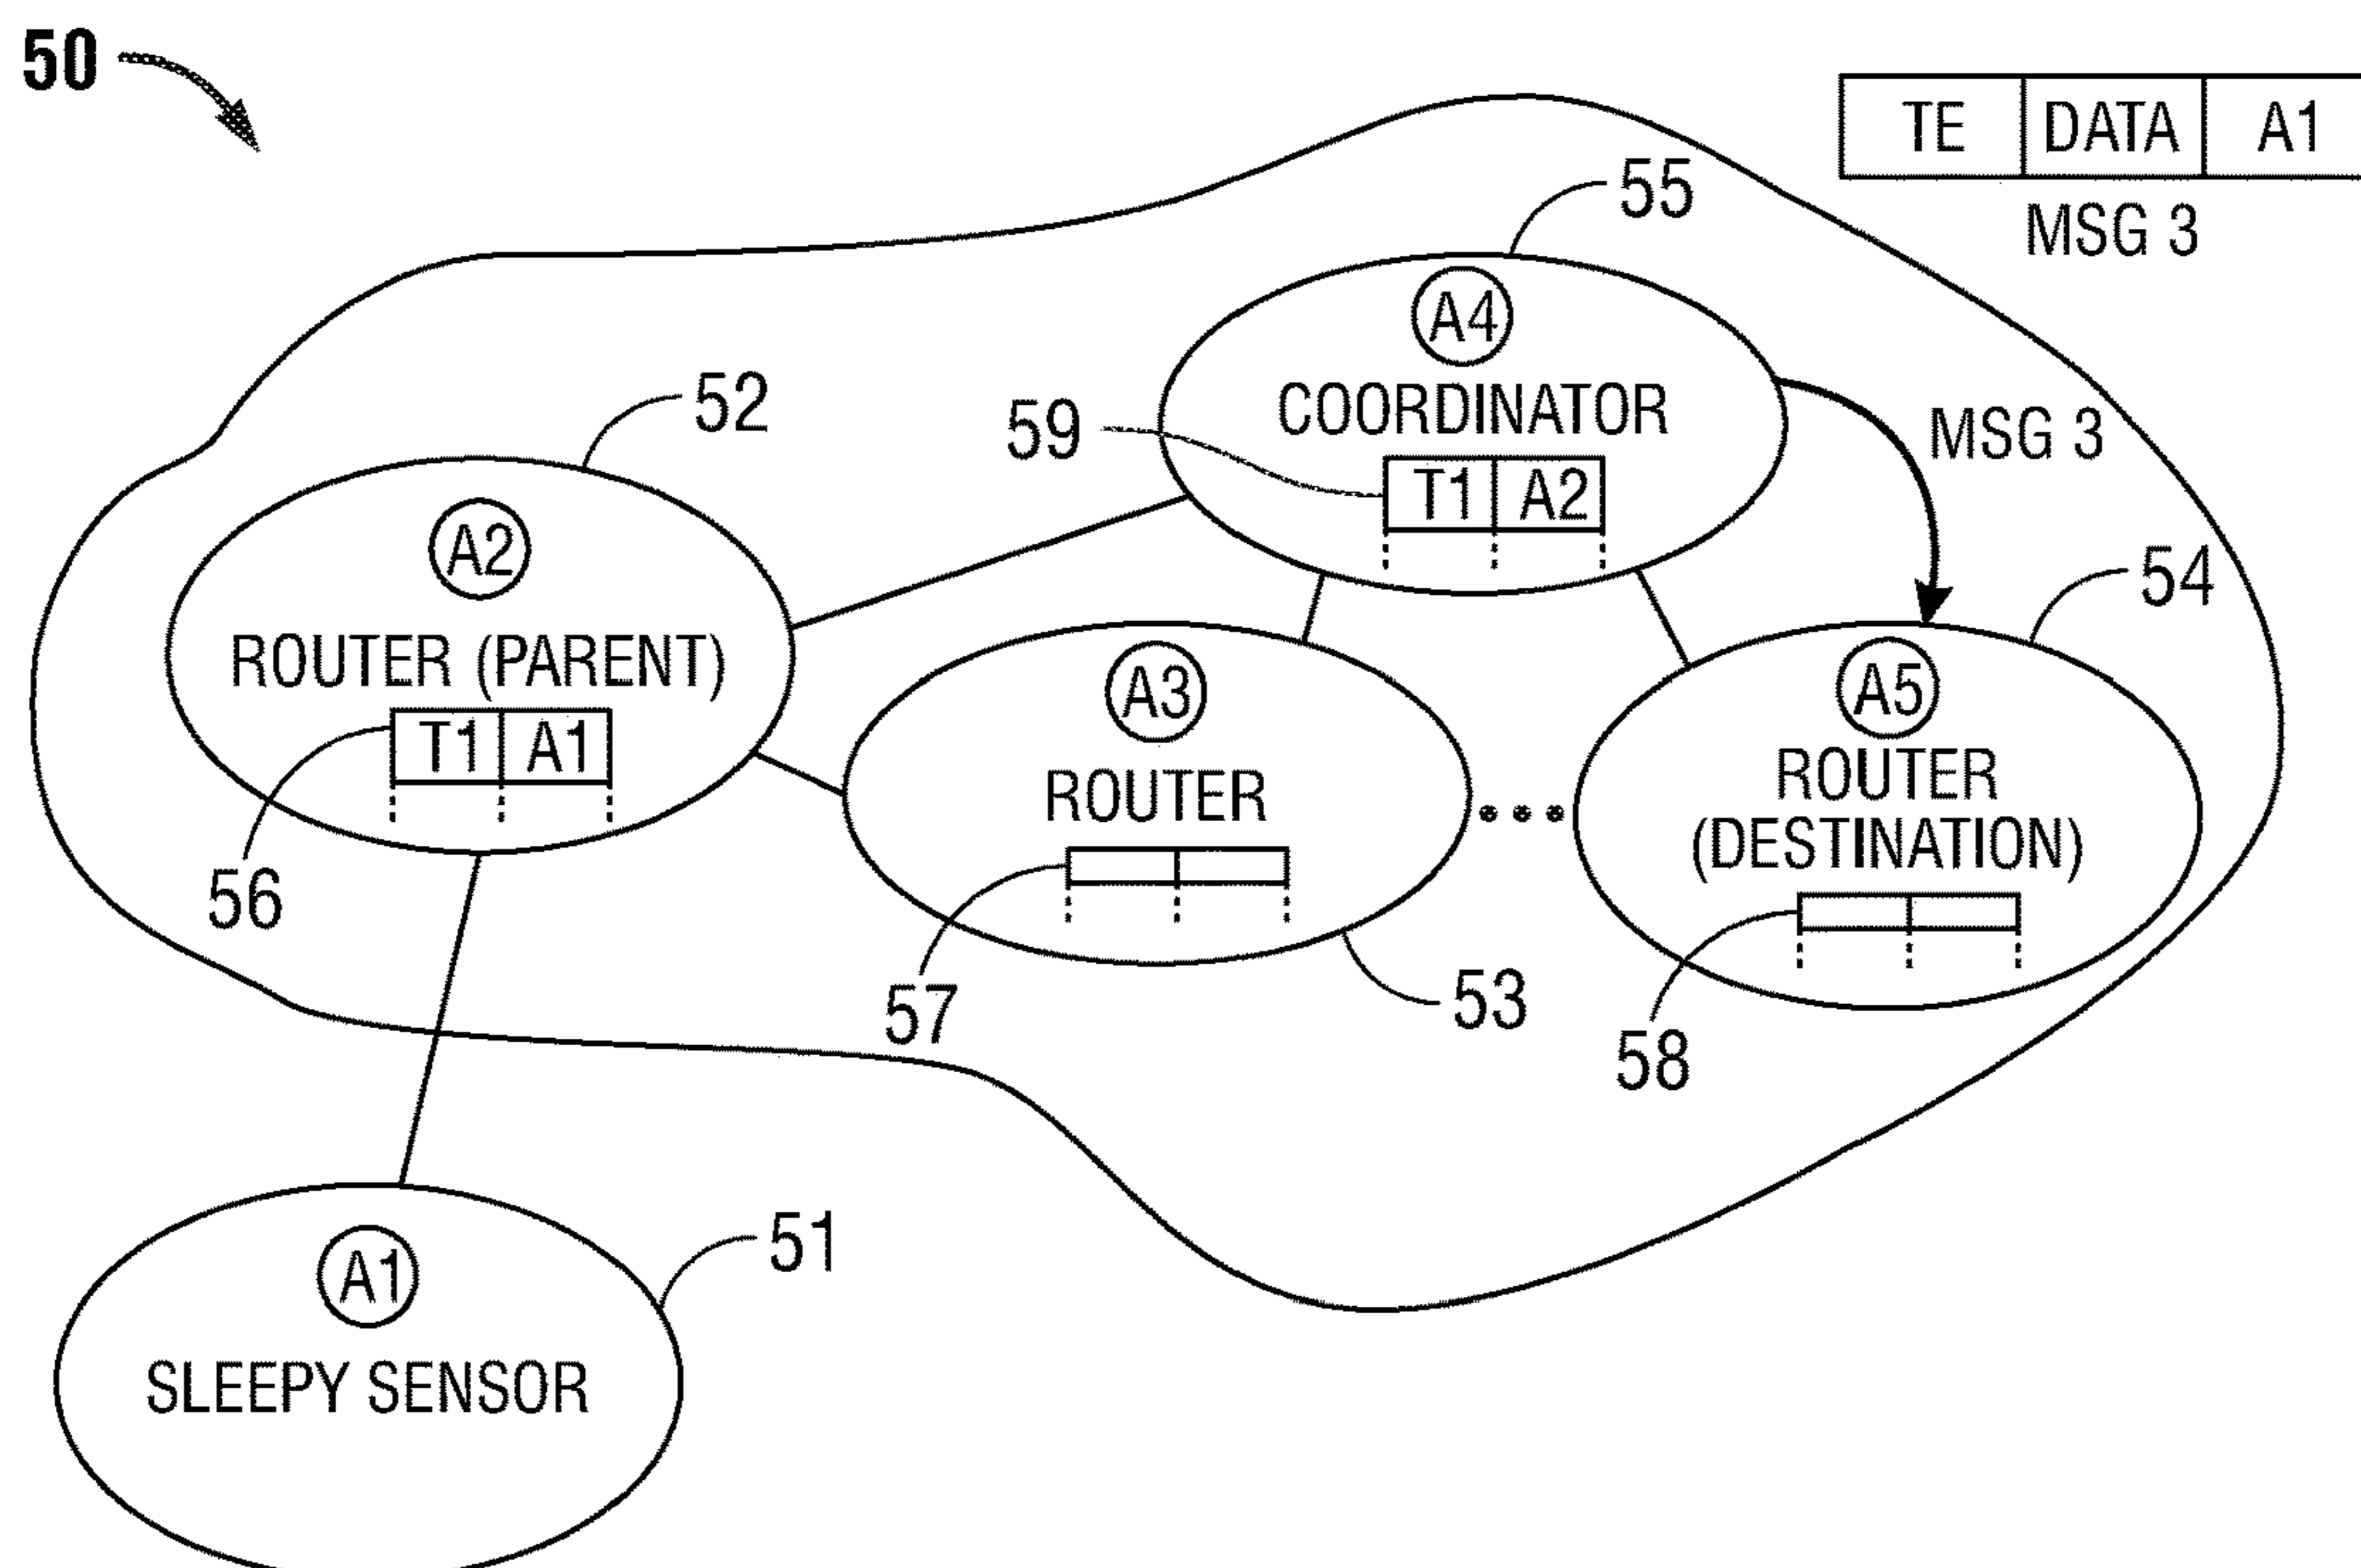 50
TE DATA A1
MSG 3
55
A4
COORDINATOR
59
T1 A2
MSG 3
52
A2
ROUTER (PARENT)
T1 A1
56
A3
ROUTER
57
53
54
A5
ROUTER
(DESTINATION)
58
51
A1
SLEEPY SENSOR